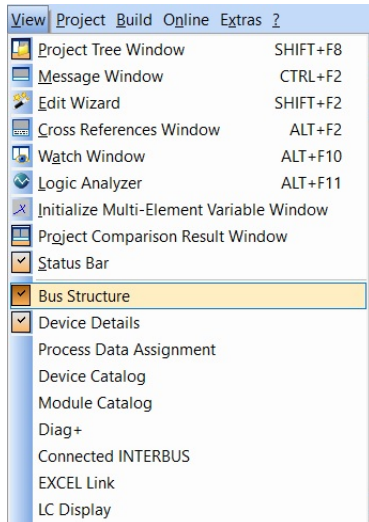 View Project Build Online Extras ?
Project Tree Window SHIFT+F8
Message Window CTRL+F2
Edit Wizard SHIFT+F2
Cross References Window ALT+F2
Watch Window ALT+F10
Logic Analyzer ALT+F11
Initialize Multi-Element Variable Window
Project Comparison Result Window
Status Bar
Bus Structure
Device Details
Process Data Assignment
Device Catalog
Module Catalog
Diag+
Connected INTERBUS
EXCEL Link
LC Display